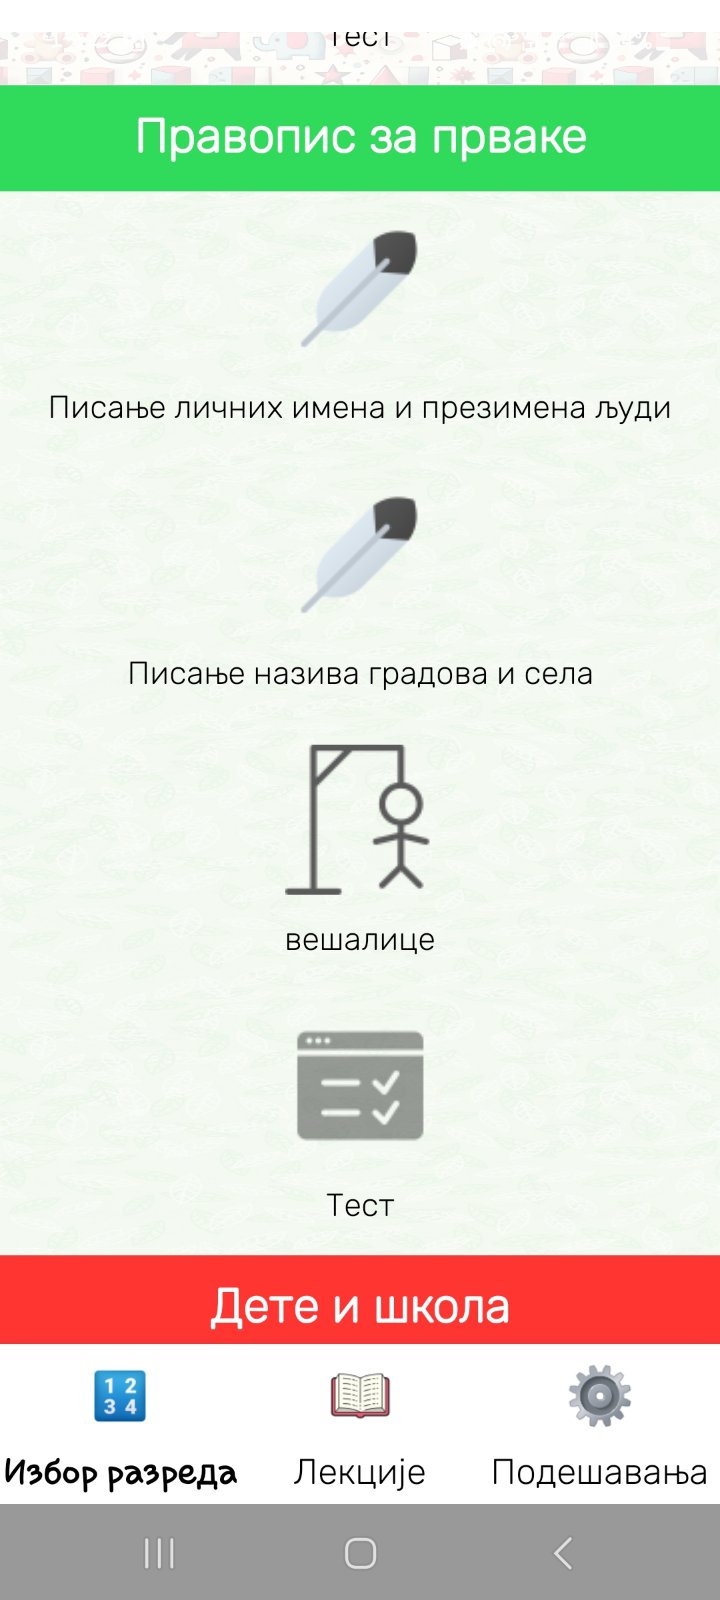 Тест
Правопис за прваке
Писање личних имена и презимена људи
Писање назива градова и села
вешалице
Тест
Дете и школа
1 2
3 4
Избор разреда
Лекције
Подешавања